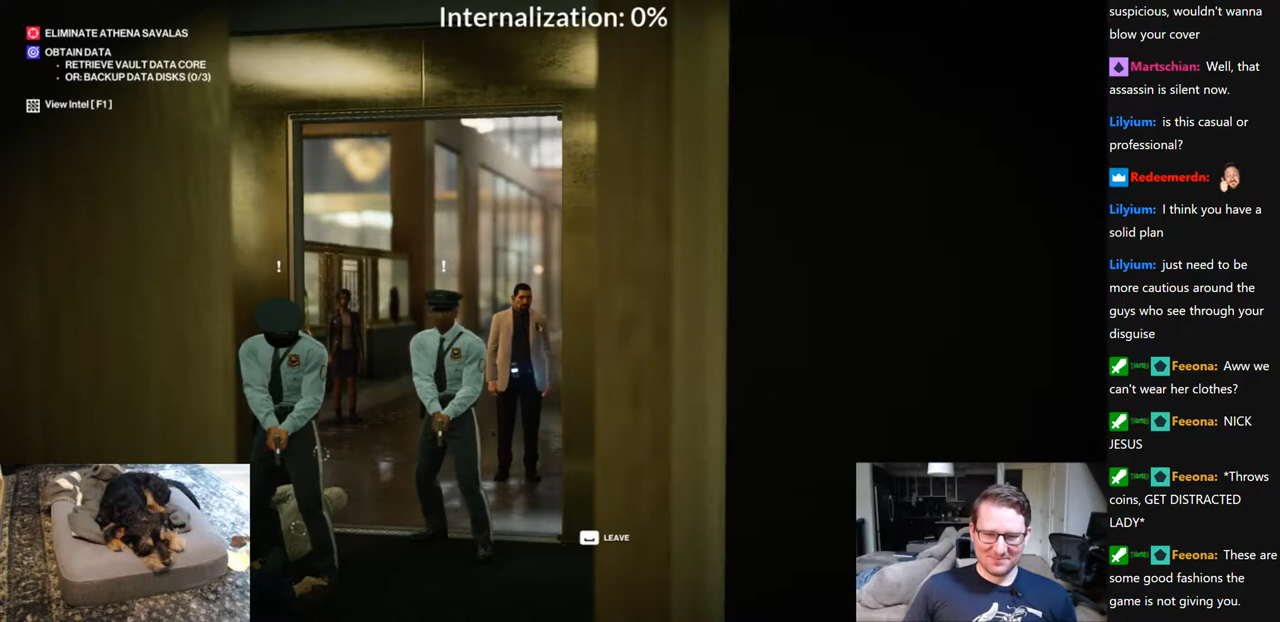 Internalization: 0%
ELIMINATE ATHENA SAVALAS
OBTAIN DATA
RETRIEVE VAULT DATA CORE
OR: BACKUP DATA DISKS (0/3)
View Intel [ F1 ]
LEAVE
suspicious, wouldn't wanna
blow your cover
Martschian: Well, that
assassin is silent now.
Lilyium: is this casual or
professional?
Redeemerdn:
Lilyium: I think you have a
solid plan
Lilyium: just need to be
more cautious around the
guys who see through your
disguise
Feeona: Aww we
can't wear her clothes?
Feeona: NICK
JESUS
Feeona: *Throws
coins, GET DISTRACTED
LADY*
Feeona: These are
some good fashions the
game is not giving you.